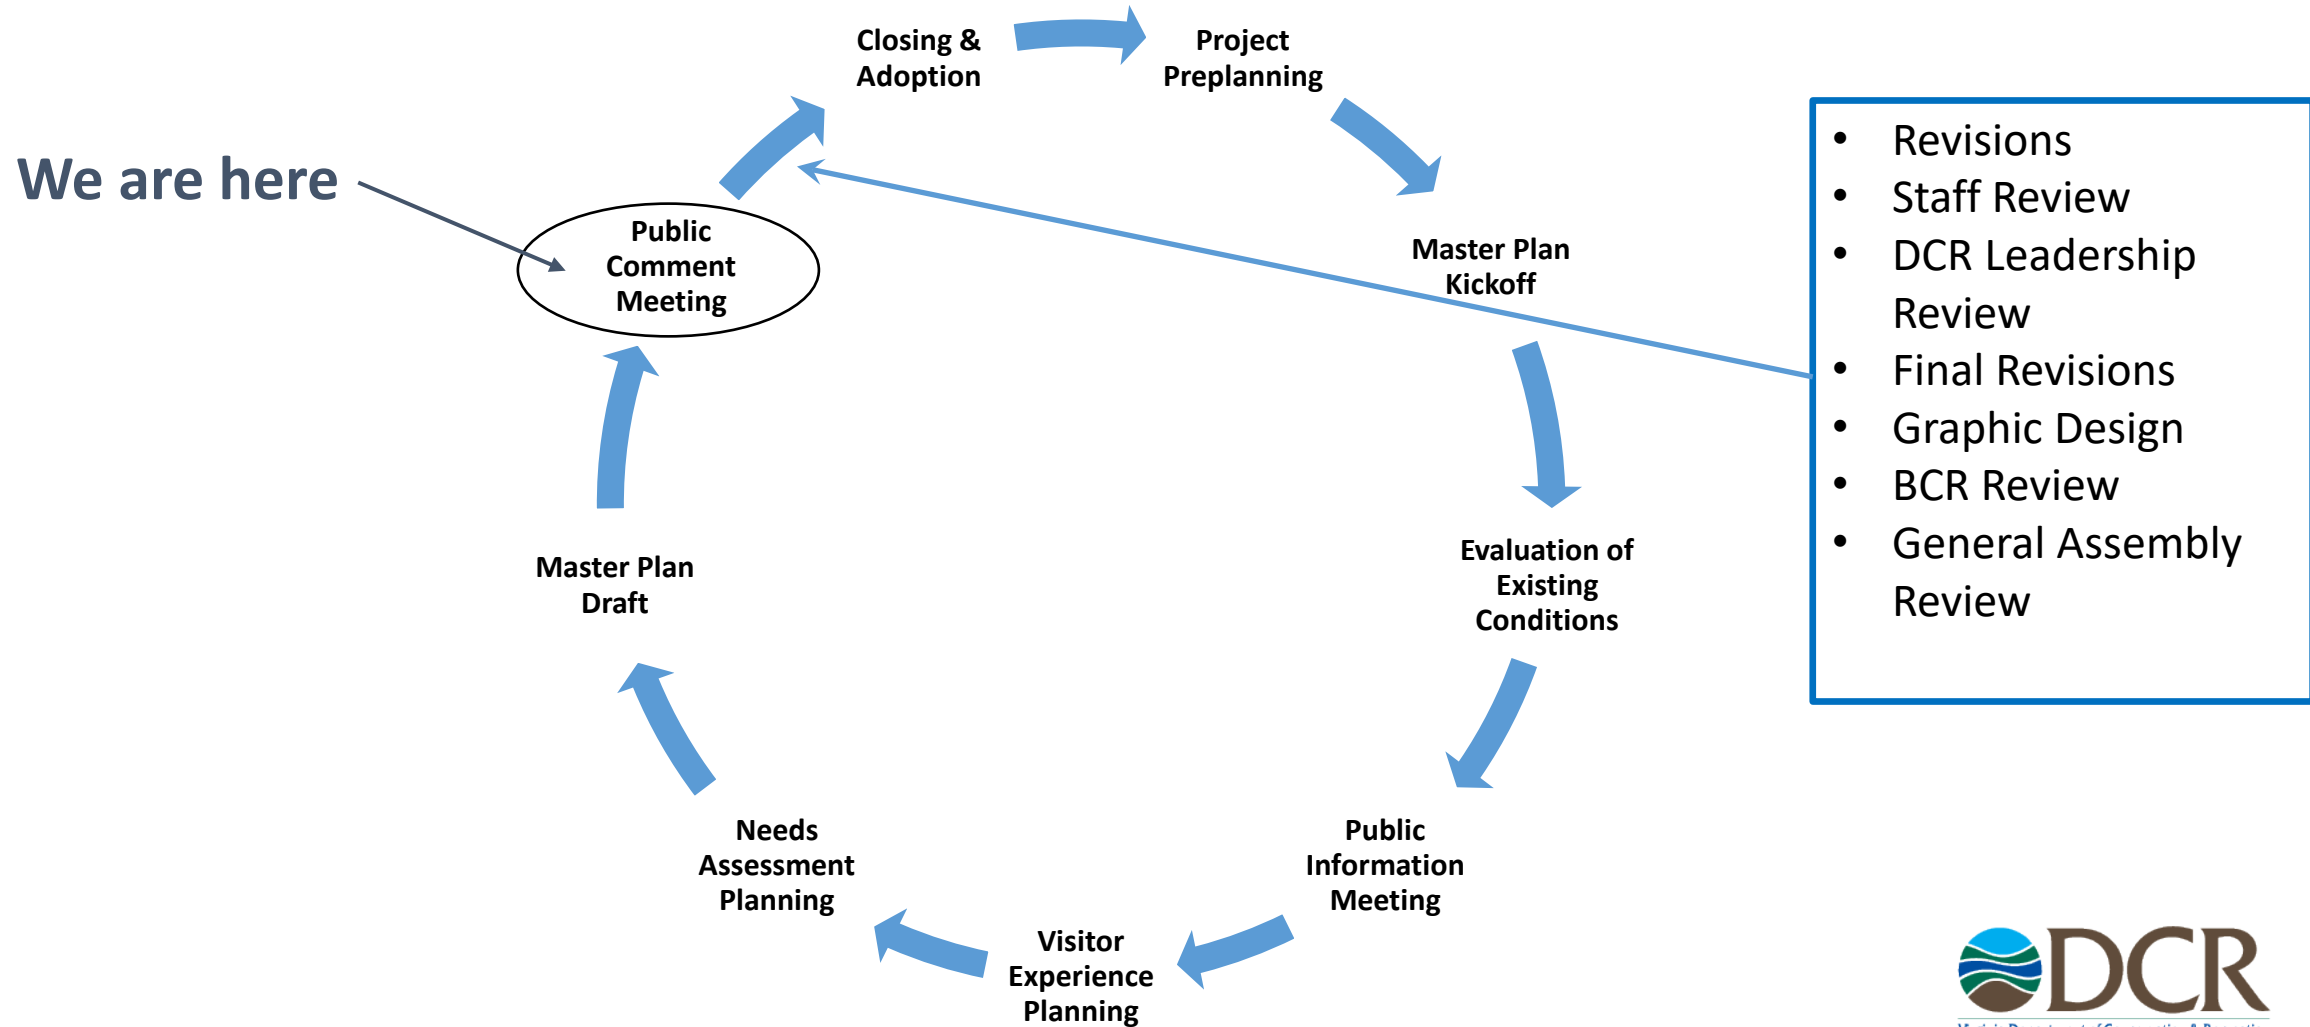 Closing &
Adoption
Project
Preplanning
We are here
Public
Comment
Meeting
Master Plan
Kickoff
Evaluation of
Existing
Conditions
Master Plan
Draft
Needs
Assessment
Planning
Public
Information
Meeting
Visitor
Experience
Planning
• Revisions
• Staff Review
• DCR Leadership
Review
• Final Revisions
• Graphic Design
• BCR Review
• General Assembly
Review
DCR